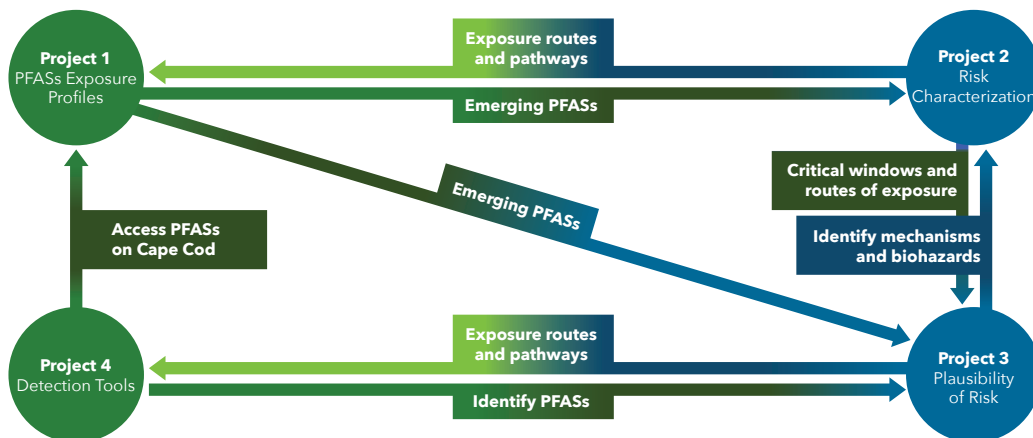 Project 1
PFASs Exposure
Profiles
Exposure routes
and pathways
Emerging PFASs
Project 2
Risk
Characterization
Emerging PFASs
Critical windows and
routes of exposure
Access PFASs
on Cape Cod
Identify mechanisms
and biohazards
Project 4
Detection Tools
Exposure routes
and pathways
Identify PFASs
Project 3
Plausibility
of Risk